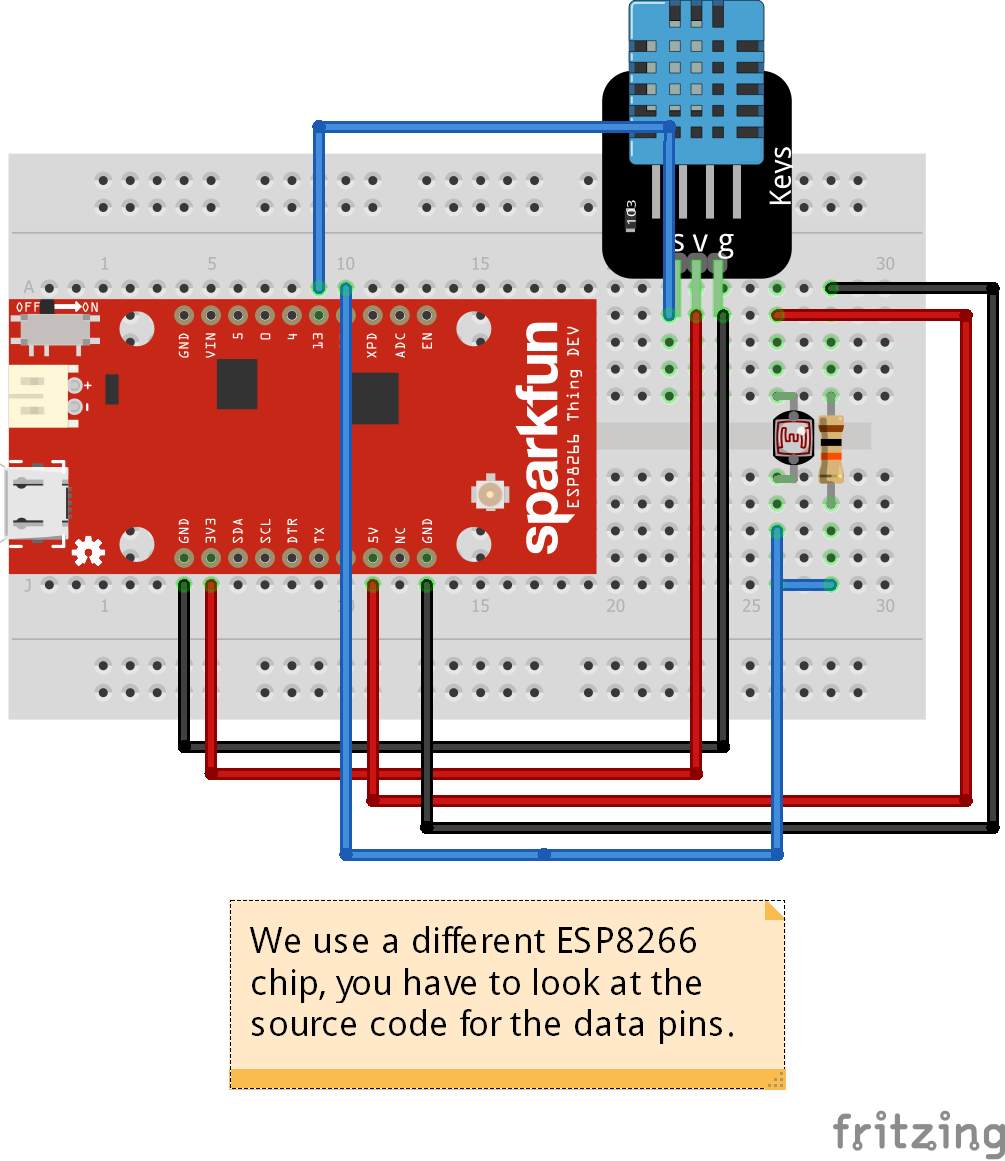 Keys
103
s v g
1 5 10 15 30
A
OFF ON
GND VIN 5 0 4 13 XPD ADC EN
+
-
sparkfun
ESP8266 Thing DEV
GND 3V3 SDA SCL DTR TX 5V NC GND
J
1 15 20 25 30
We use a different ESP8266
chip, you have to look at the
source code for the data pins.
fritzing